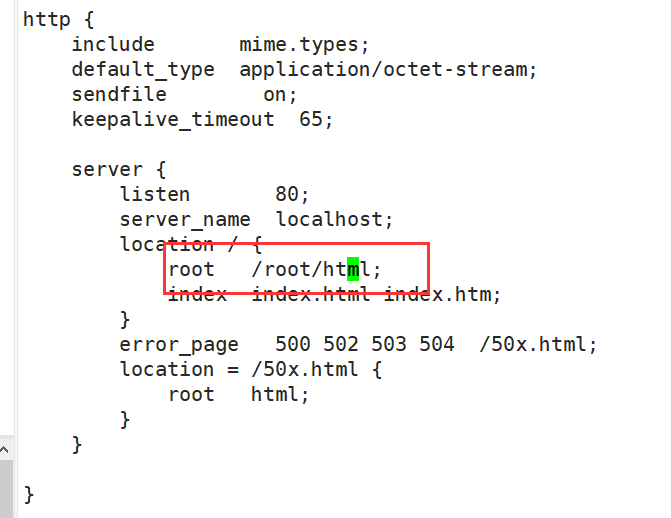 http {
    include       mime.types;
    default_type  application/octet-stream;
    sendfile        on;
    keepalive_timeout  65;
    server {
        listen       80;
        server_name  localhost;
        location / {
            root   /root/html;
            index  index.html index.htm;
        }
        error_page   500 502 503 504  /50x.html;
        location = /50x.html {
            root   html;
        }
    }
}